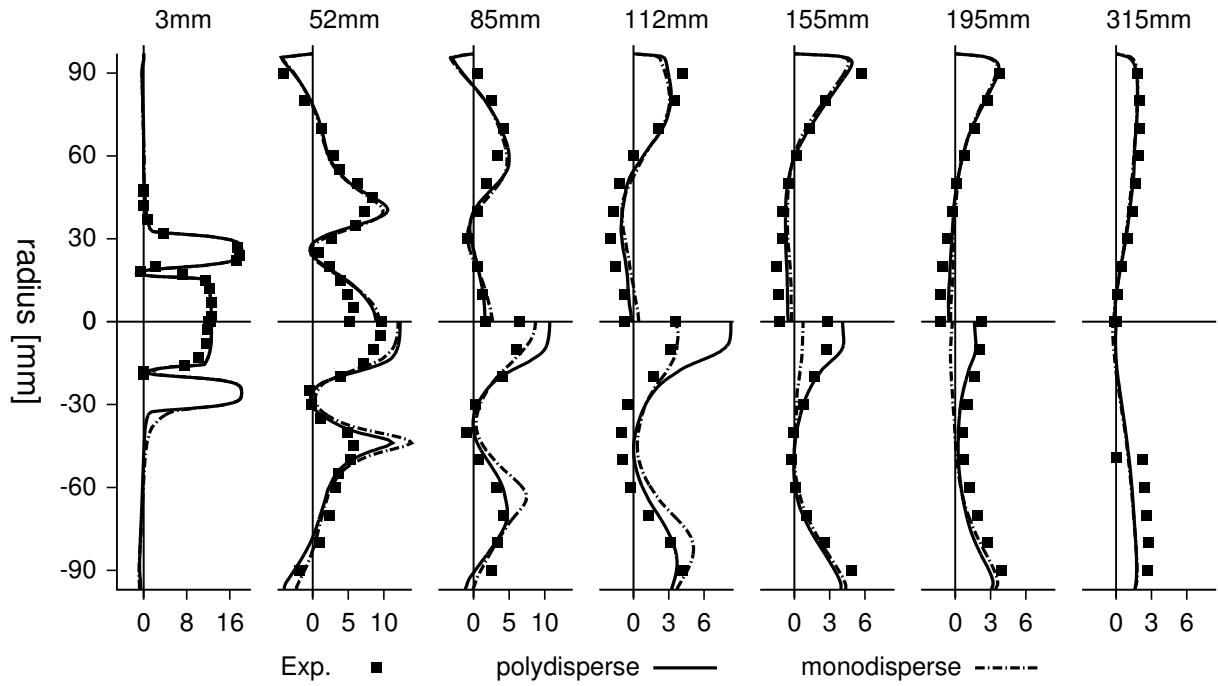 3mm 52mm 85mm 112mm 155mm 195mm 315mm
90
60
30
0
-30
-60
-90
radius [mm]
0 8 16 0 5 10 0 5 10 0 3 6 0 3 6 0 3 6 0 3 6
Exp. polydisperse monodisperse